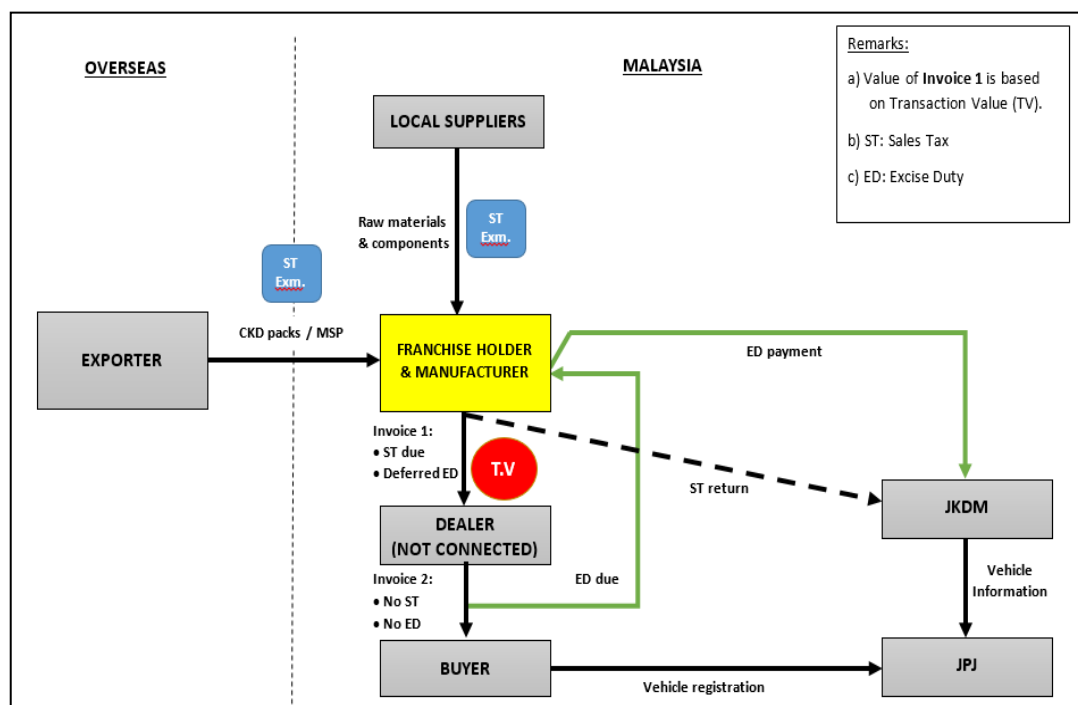 OVERSEAS
MALAYSIA
Remarks:
a) Value of Invoice 1 is based
on Transaction Value (TV).
b) ST: Sales Tax
c) ED: Excise Duty
LOCAL SUPPLIERS
Raw materials
& components
ST
Exm.
ST
Exm.
CKD packs / MSP
EXPORTER
FRANCHISE HOLDER
& MANUFACTURER
ED payment
Invoice 1:
• ST due
• Deferred ED
T.V
ST return
JKDM
DEALER
(NOT CONNECTED)
Invoice 2:
• No ST
• No ED
ED due
Vehicle
Information
BUYER
Vehicle registration
JPJ